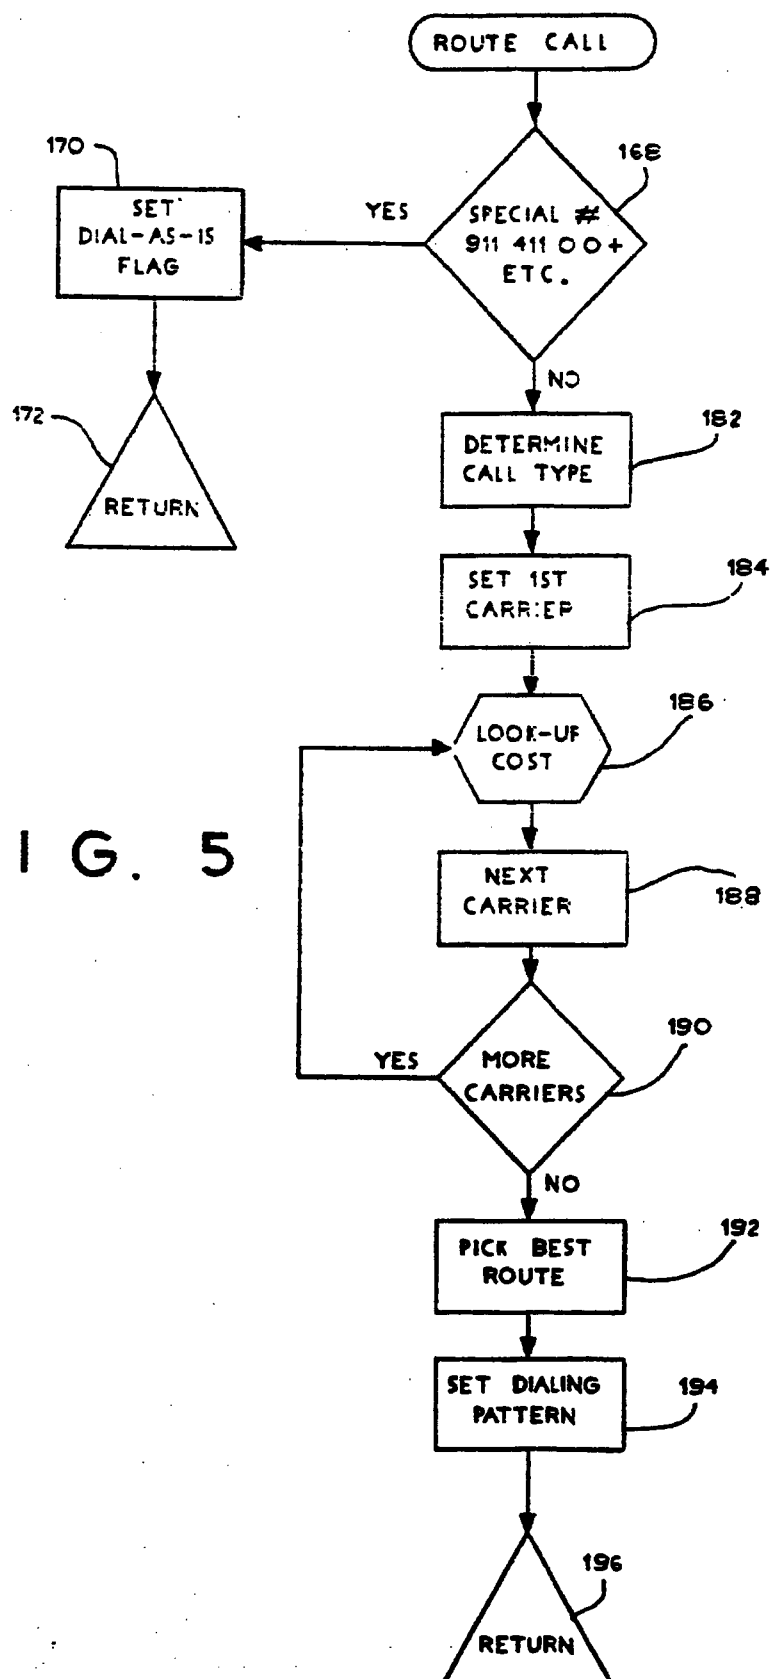 ROUTE CALL
170
168
SET
DIAL-AS-IS
FLAG
YES
SPECIAL #
911 411 00+
ETC.
NO
172
RETURN
182
DETERMINE
CALL TYPE
184
SET 1ST
CARRIER
186
LOOK-UP
COST
IG. 5
NEXT
CARRIER
188
190
YES
MORE
CARRIERS
NO
192
PICK BEST
ROUTE
194
SET DIALING
PATTERN
196
RETURN